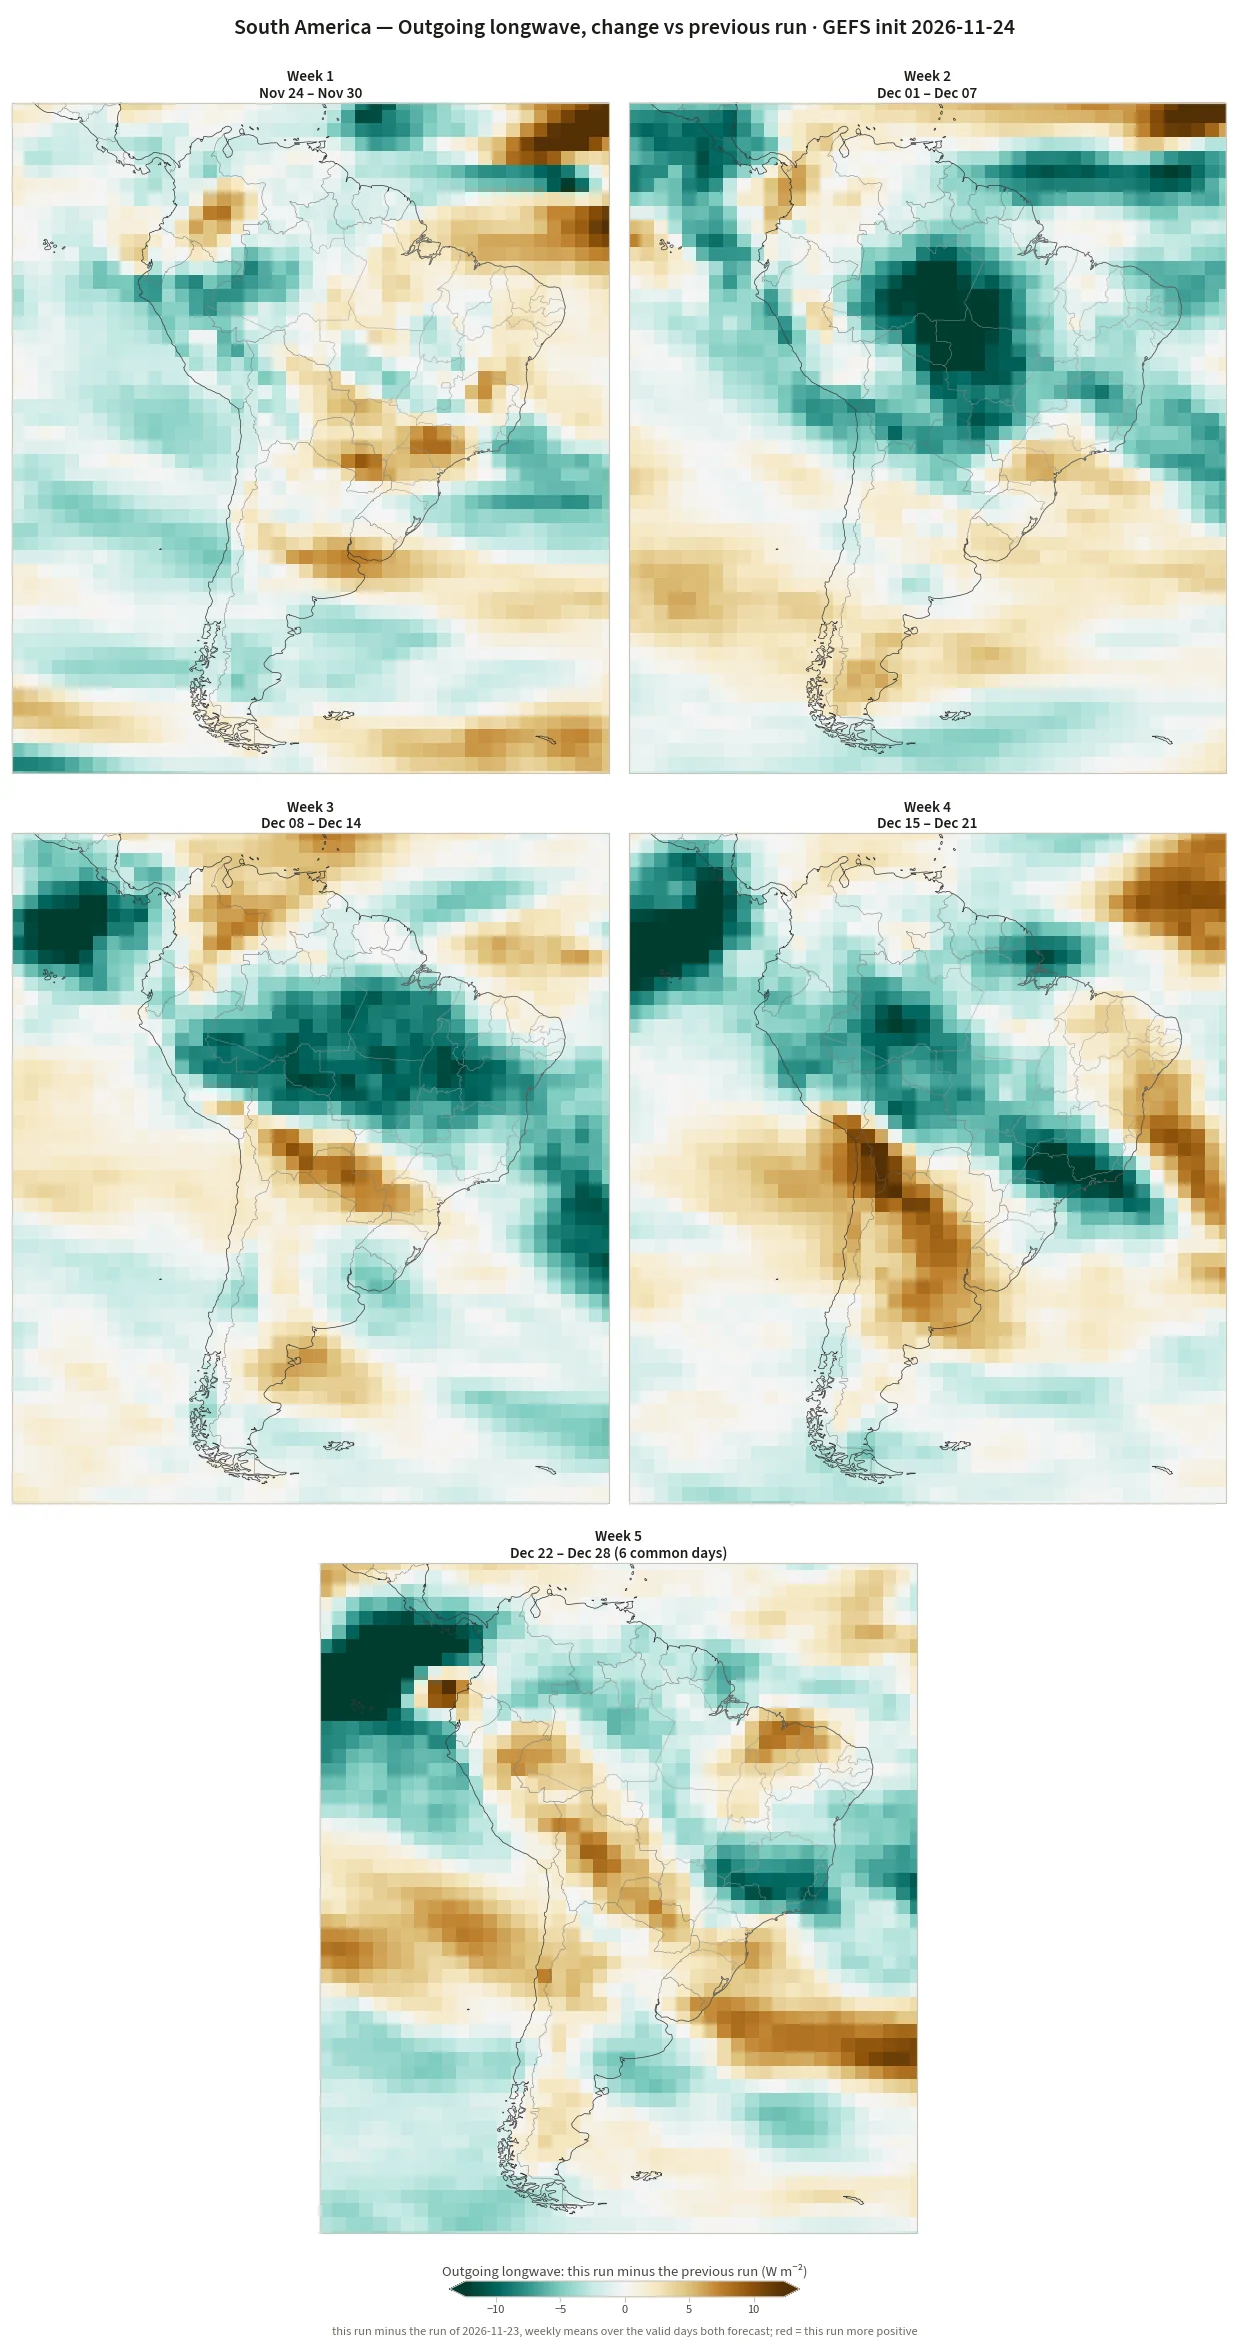 South America — Outgoing longwave, change vs previous run · GEFS init 2026-11-24
Week 1
Nov 24 – Nov 30
Week 2
Dec 01 – Dec 07
Week 3
Dec 08 – Dec 14
Week 4
Dec 15 – Dec 21
Week 5
Dec 22 – Dec 28 (6 common days)
Outgoing longwave: this run minus the previous run (W m⁻²)
−10 −5 0 5 10
this run minus the run of 2026-11-23, weekly means over the valid days both forecast; red = this run more positive